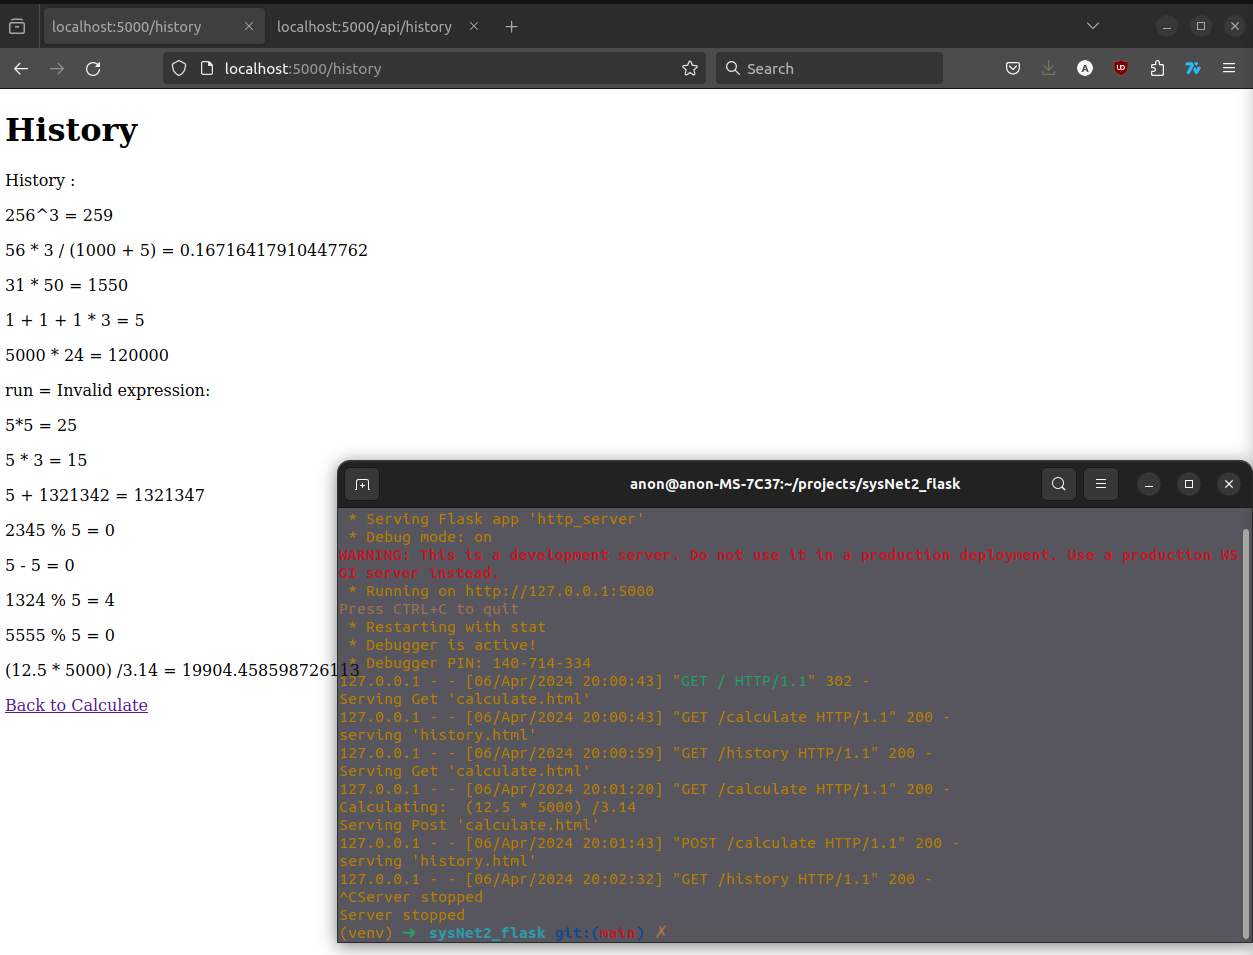 localhost:5000/history
localhost:5000/api/history
localhost:5000/history
Search
History
History :
256^3 = 259
56 * 3 / (1000 + 5) = 0.16716417910447762
31 * 50 = 1550
1 + 1 + 1 * 3 = 5
5000 * 24 = 120000
run = Invalid expression:
5*5 = 25
5 * 3 = 15
5 + 1321342 = 1321347
2345 % 5 = 0
5 - 5 = 0
1324 % 5 = 4
5555 % 5 = 0
(12.5 * 5000) /3.14 = 19904.458598726113
Back to Calculate
anon@anon-MS-7C37:~/projects/sysNet2_flask
* Serving Flask app 'http_server'
* Debug mode: on
WARNING: This is a development server. Do not use it in a production deployment. Use a production WS
GI server instead.
* Running on http://127.0.0.1:5000
Press CTRL+C to quit
* Restarting with stat
* Debugger is active!
* Debugger PIN: 140-714-334
127.0.0.1 - - [06/Apr/2024 20:00:43] "GET / HTTP/1.1" 302 -
Serving Get 'calculate.html'
127.0.0.1 - - [06/Apr/2024 20:00:43] "GET /calculate HTTP/1.1" 200 -
serving 'history.html'
127.0.0.1 - - [06/Apr/2024 20:00:59] "GET /history HTTP/1.1" 200 -
Serving Get 'calculate.html'
127.0.0.1 - - [06/Apr/2024 20:01:20] "GET /calculate HTTP/1.1" 200 -
Calculating:  (12.5 * 5000) /3.14
Serving Post 'calculate.html'
127.0.0.1 - - [06/Apr/2024 20:01:43] "POST /calculate HTTP/1.1" 200 -
serving 'history.html'
127.0.0.1 - - [06/Apr/2024 20:02:32] "GET /history HTTP/1.1" 200 -
^CServer stopped
Server stopped
(venv) ➜ sysNet2_flask git:(main) ✗